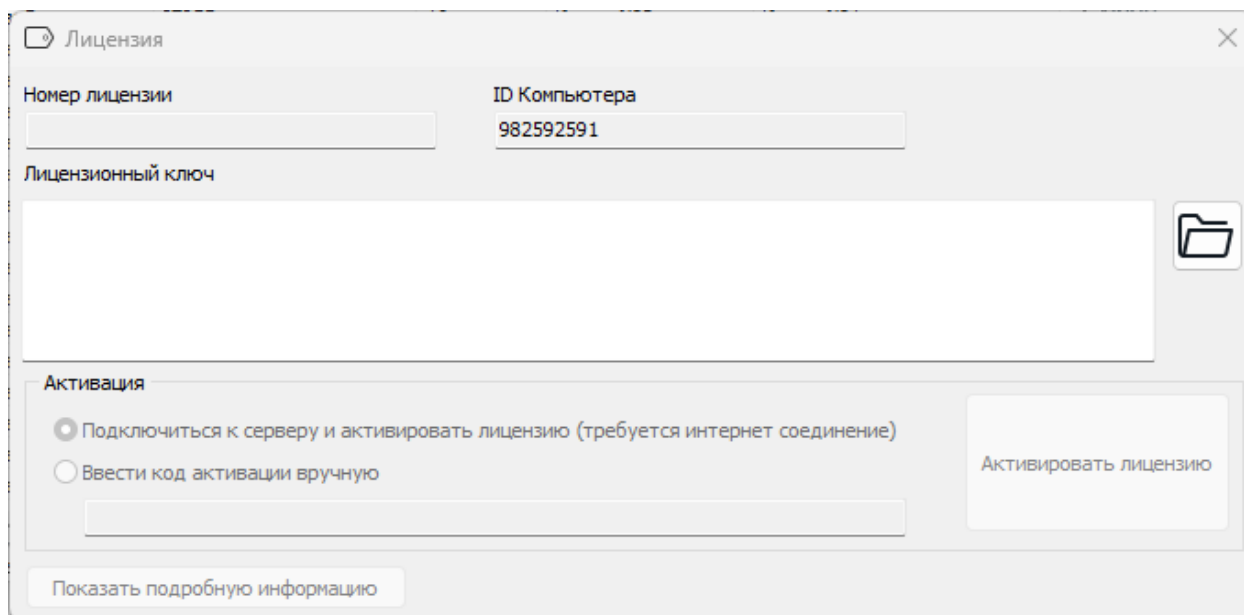 Лицензия
Номер лицензии ID Компьютера
982592591
Лицензионный ключ
Активация
Подключиться к серверу и активировать лицензию (требуется интернет соединение)
Активировать лицензию
Ввести код активации вручную
Показать подробную информацию